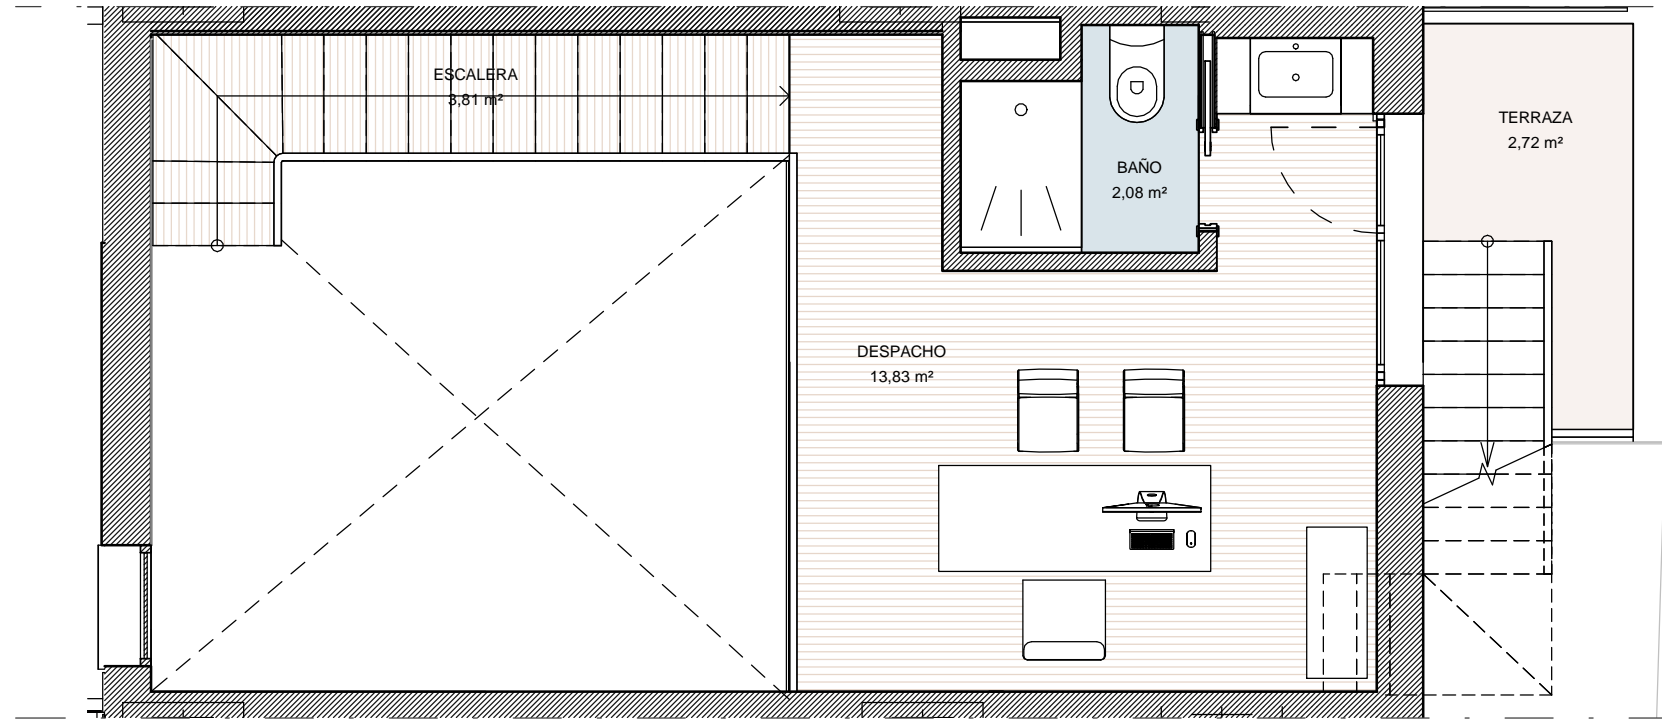 ESCALERA
3,81 m²
TERRAZA
2,72 m²
BAÑO
2,08 m²
DESPACHO
13,83 m²